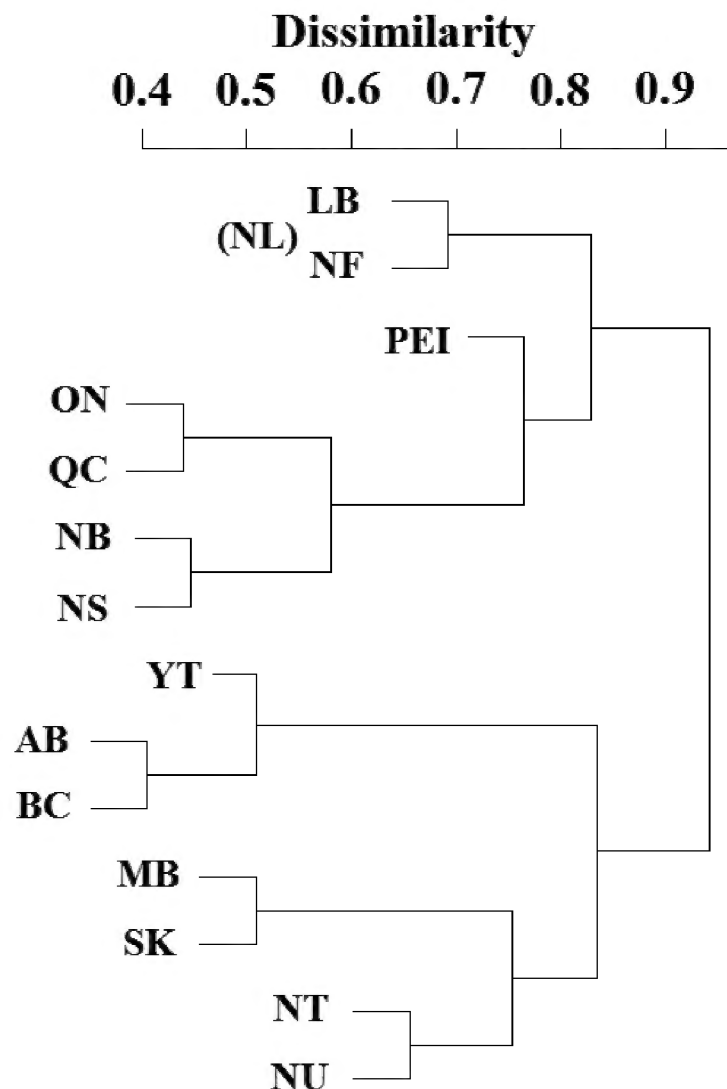 Dissimilarity
0.4 0.5 0.6 0.7 0.8 0.9
LB
(NL)
NF
PEI
ON
QC
NB
NS
YT
AB
BC
MB
SK
NT
NU